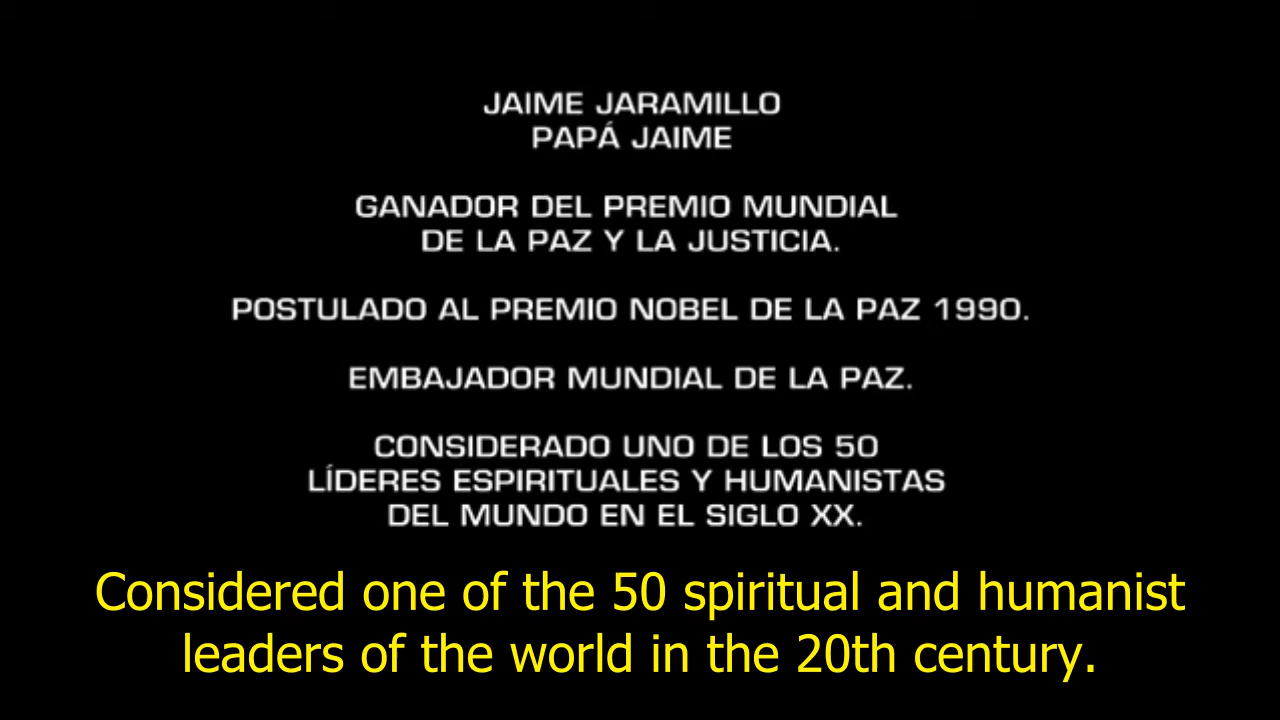 JAIME JARAMILLO
PAPÁ JAIME
GANADOR DEL PREMIO MUNDIAL
DE LA PAZ Y LA JUSTICIA.
POSTULADO AL PREMIO NOBEL DE LA PAZ 1990.
EMBAJADOR MUNDIAL DE LA PAZ.
CONSIDERADO UNO DE LOS 50
LÍDERES ESPIRITUALES Y HUMANISTAS
DEL MUNDO EN EL SIGLO XX.
Considered one of the 50 spiritual and humanist
leaders of the world in the 20th century.